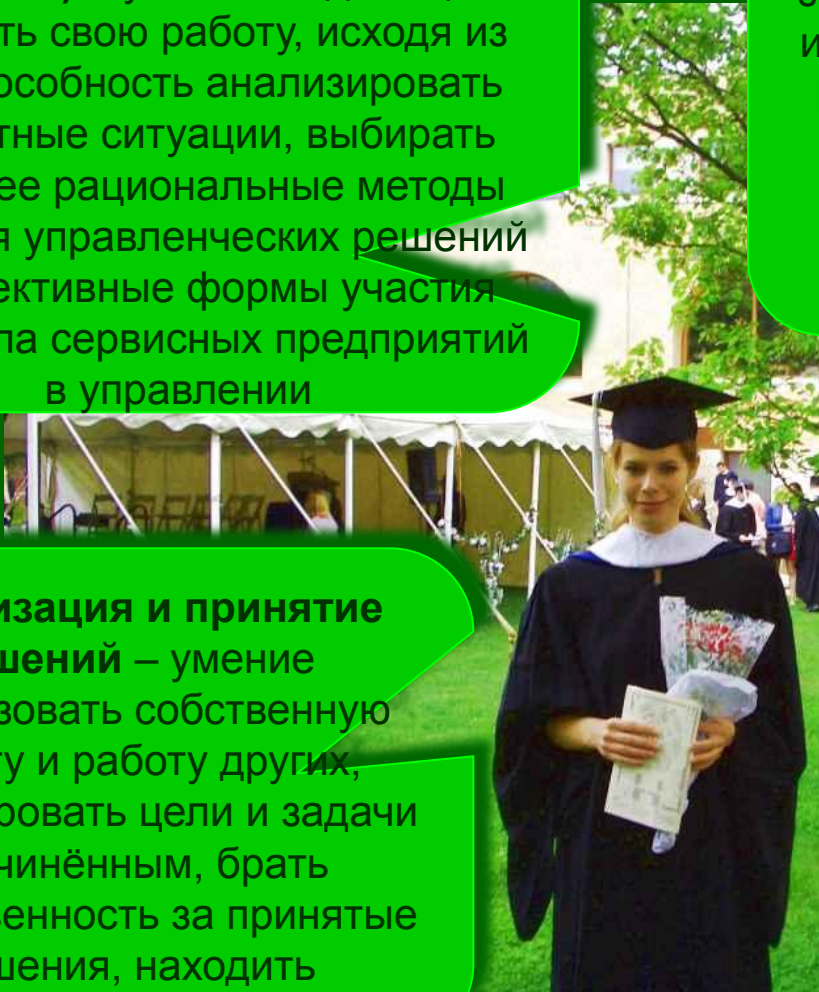 ть свою работу, исходя из
особность анализировать
тные ситуации, выбирать
ее рациональные методы
я управленческих решений
ективные формы участия
ла сервисных предприятий
в управлении
изация и принятие
шений – умение
зовать собственную
ту и работу других,
ровать цели и задачи
чинённым, брать
венность за принятые
шения, находить